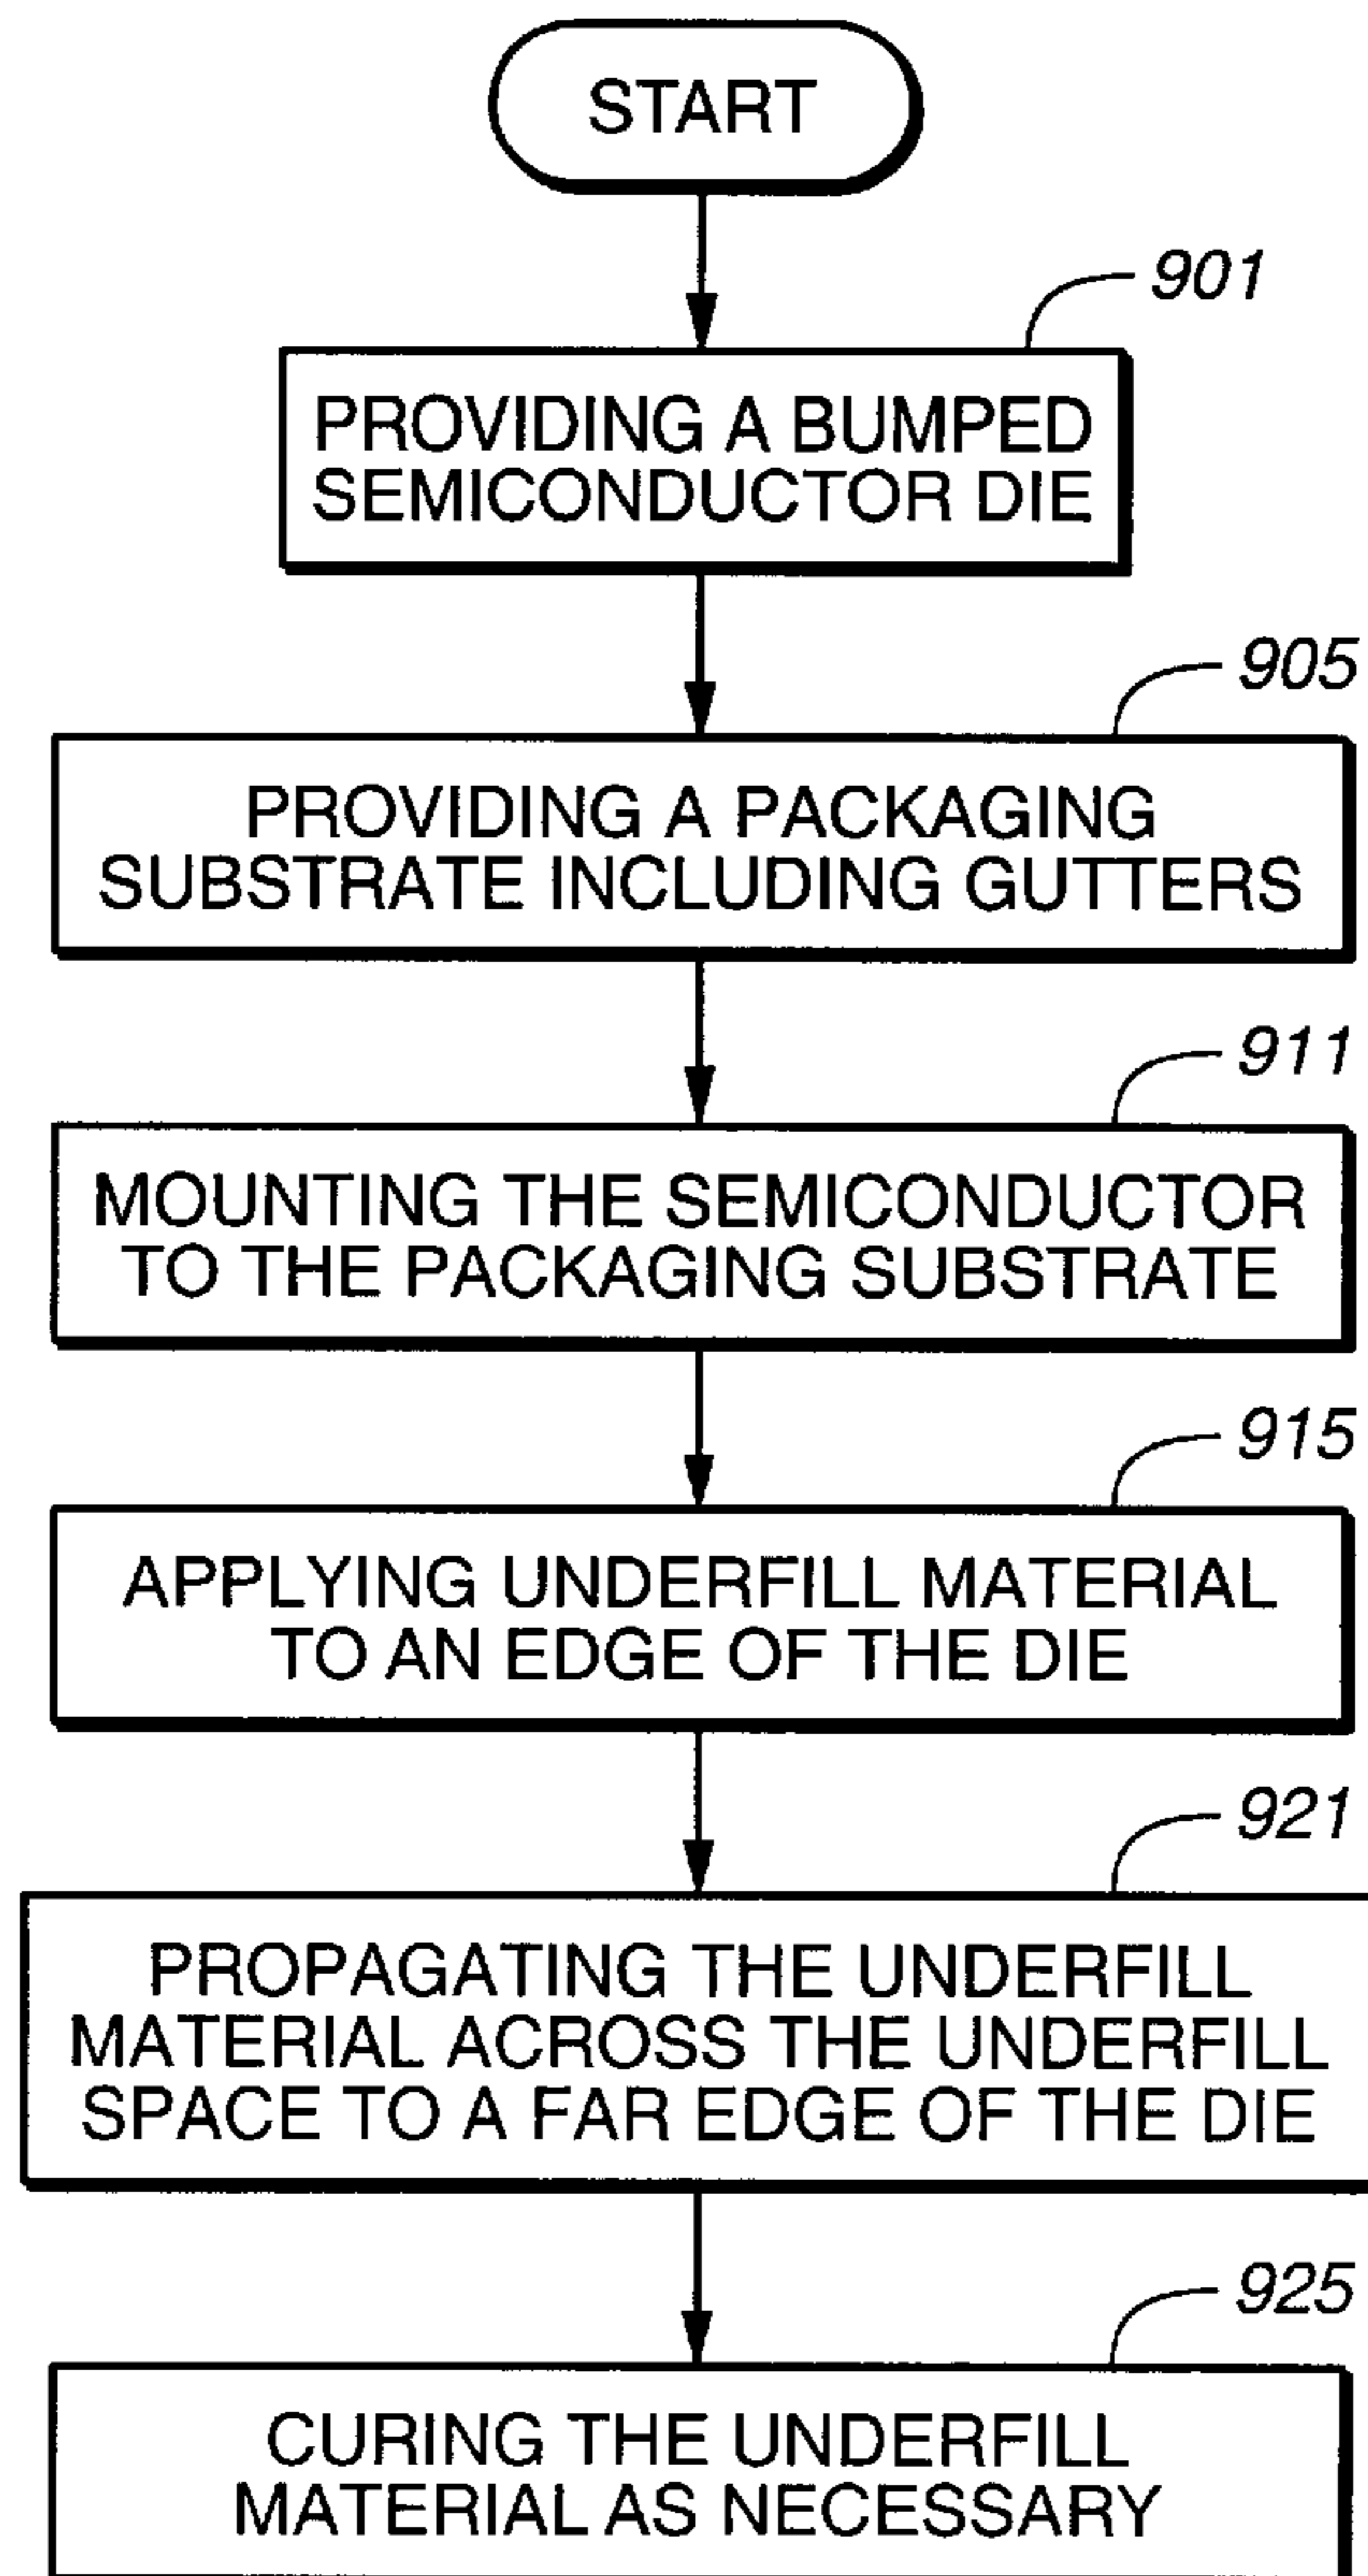 START
901
PROVIDING A BUMPED
SEMICONDUCTOR DIE
905
PROVIDING A PACKAGING
SUBSTRATE INCLUDING GUTTERS
911
MOUNTING THE SEMICONDUCTOR
TO THE PACKAGING SUBSTRATE
915
APPLYING UNDERFILL MATERIAL
TO AN EDGE OF THE DIE
921
PROPAGATING THE UNDERFILL
MATERIAL ACROSS THE UNDERFILL
SPACE TO A FAR EDGE OF THE DIE
925
CURING THE UNDERFILL
MATERIAL AS NECESSARY